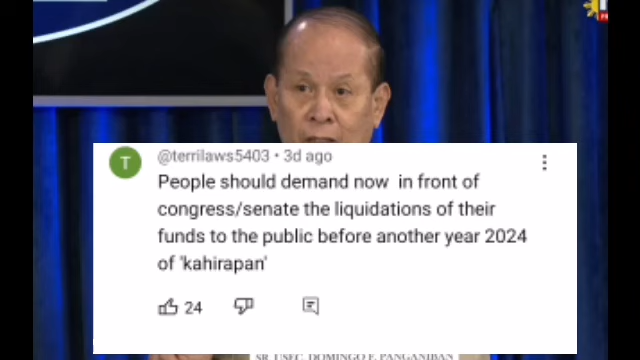 T
@terrilaws5403 • 3d ago
People should demand now in front of
congress/senate the liquidations of their
funds to the public before another year 2024
of 'kahirapan'
24
SR. USEC. DOMINGO F. PANGANIBAN